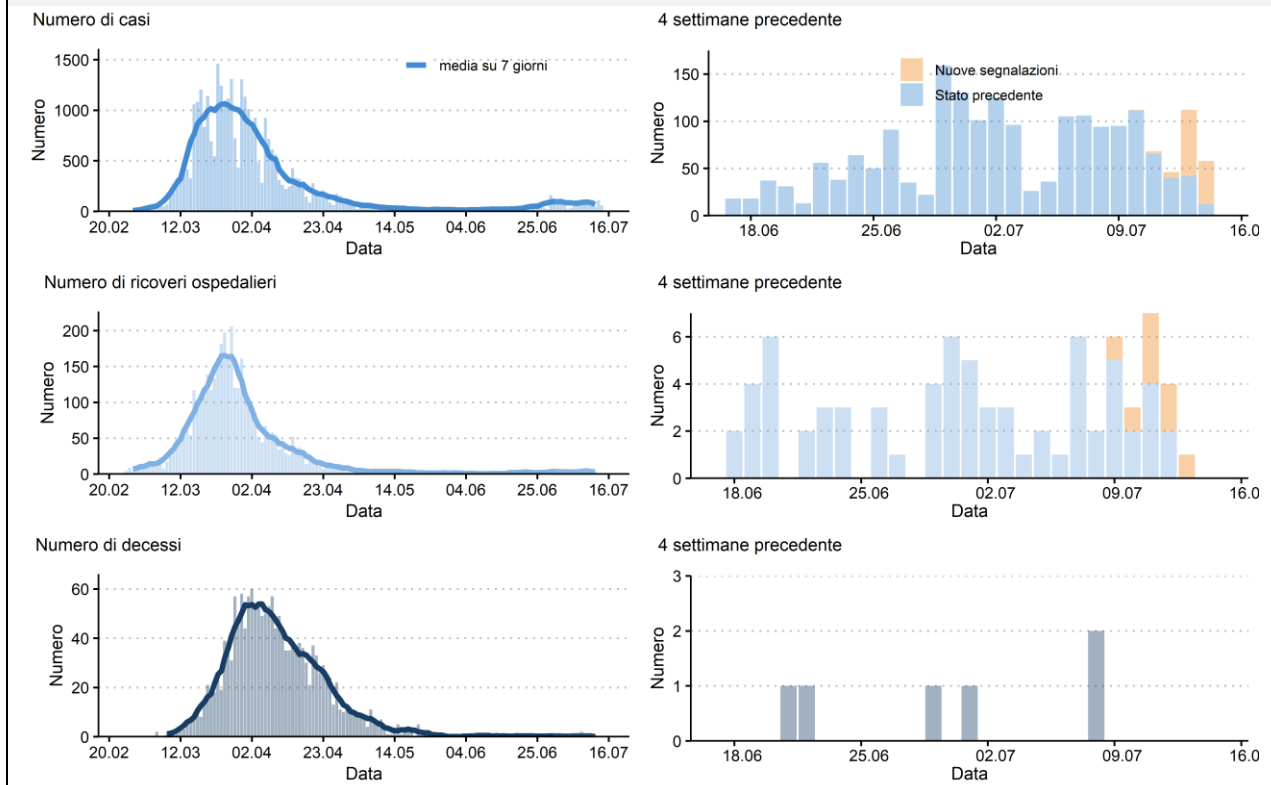 Numero di casi
4 settimane precedente
1500
1000
500
0
Numero
media su 7 giorni
20.02 12.03 02.04 23.04 14.05 04.06 25.06 16.07
Data
150
100
50
0
Numero
Nuove segnalazioni
Stato precedente
18.06 25.06 02.07 09.07 16.0
Data
Numero di ricoveri ospedalieri
4 settimane precedente
200
150
100
50
0
Numero
20.02 12.03 02.04 23.04 14.05 04.06 25.06 16.07
Data
6
4
2
0
Numero
18.06 25.06 02.07 09.07 16.0
Data
Numero di decessi
4 settimane precedente
60
40
20
0
Numero
20.02 12.03 02.04 23.04 14.05 04.06 25.06 16.07
Data
3
2
1
0
Numero
18.06 25.06 02.07 09.07 16.0
Data